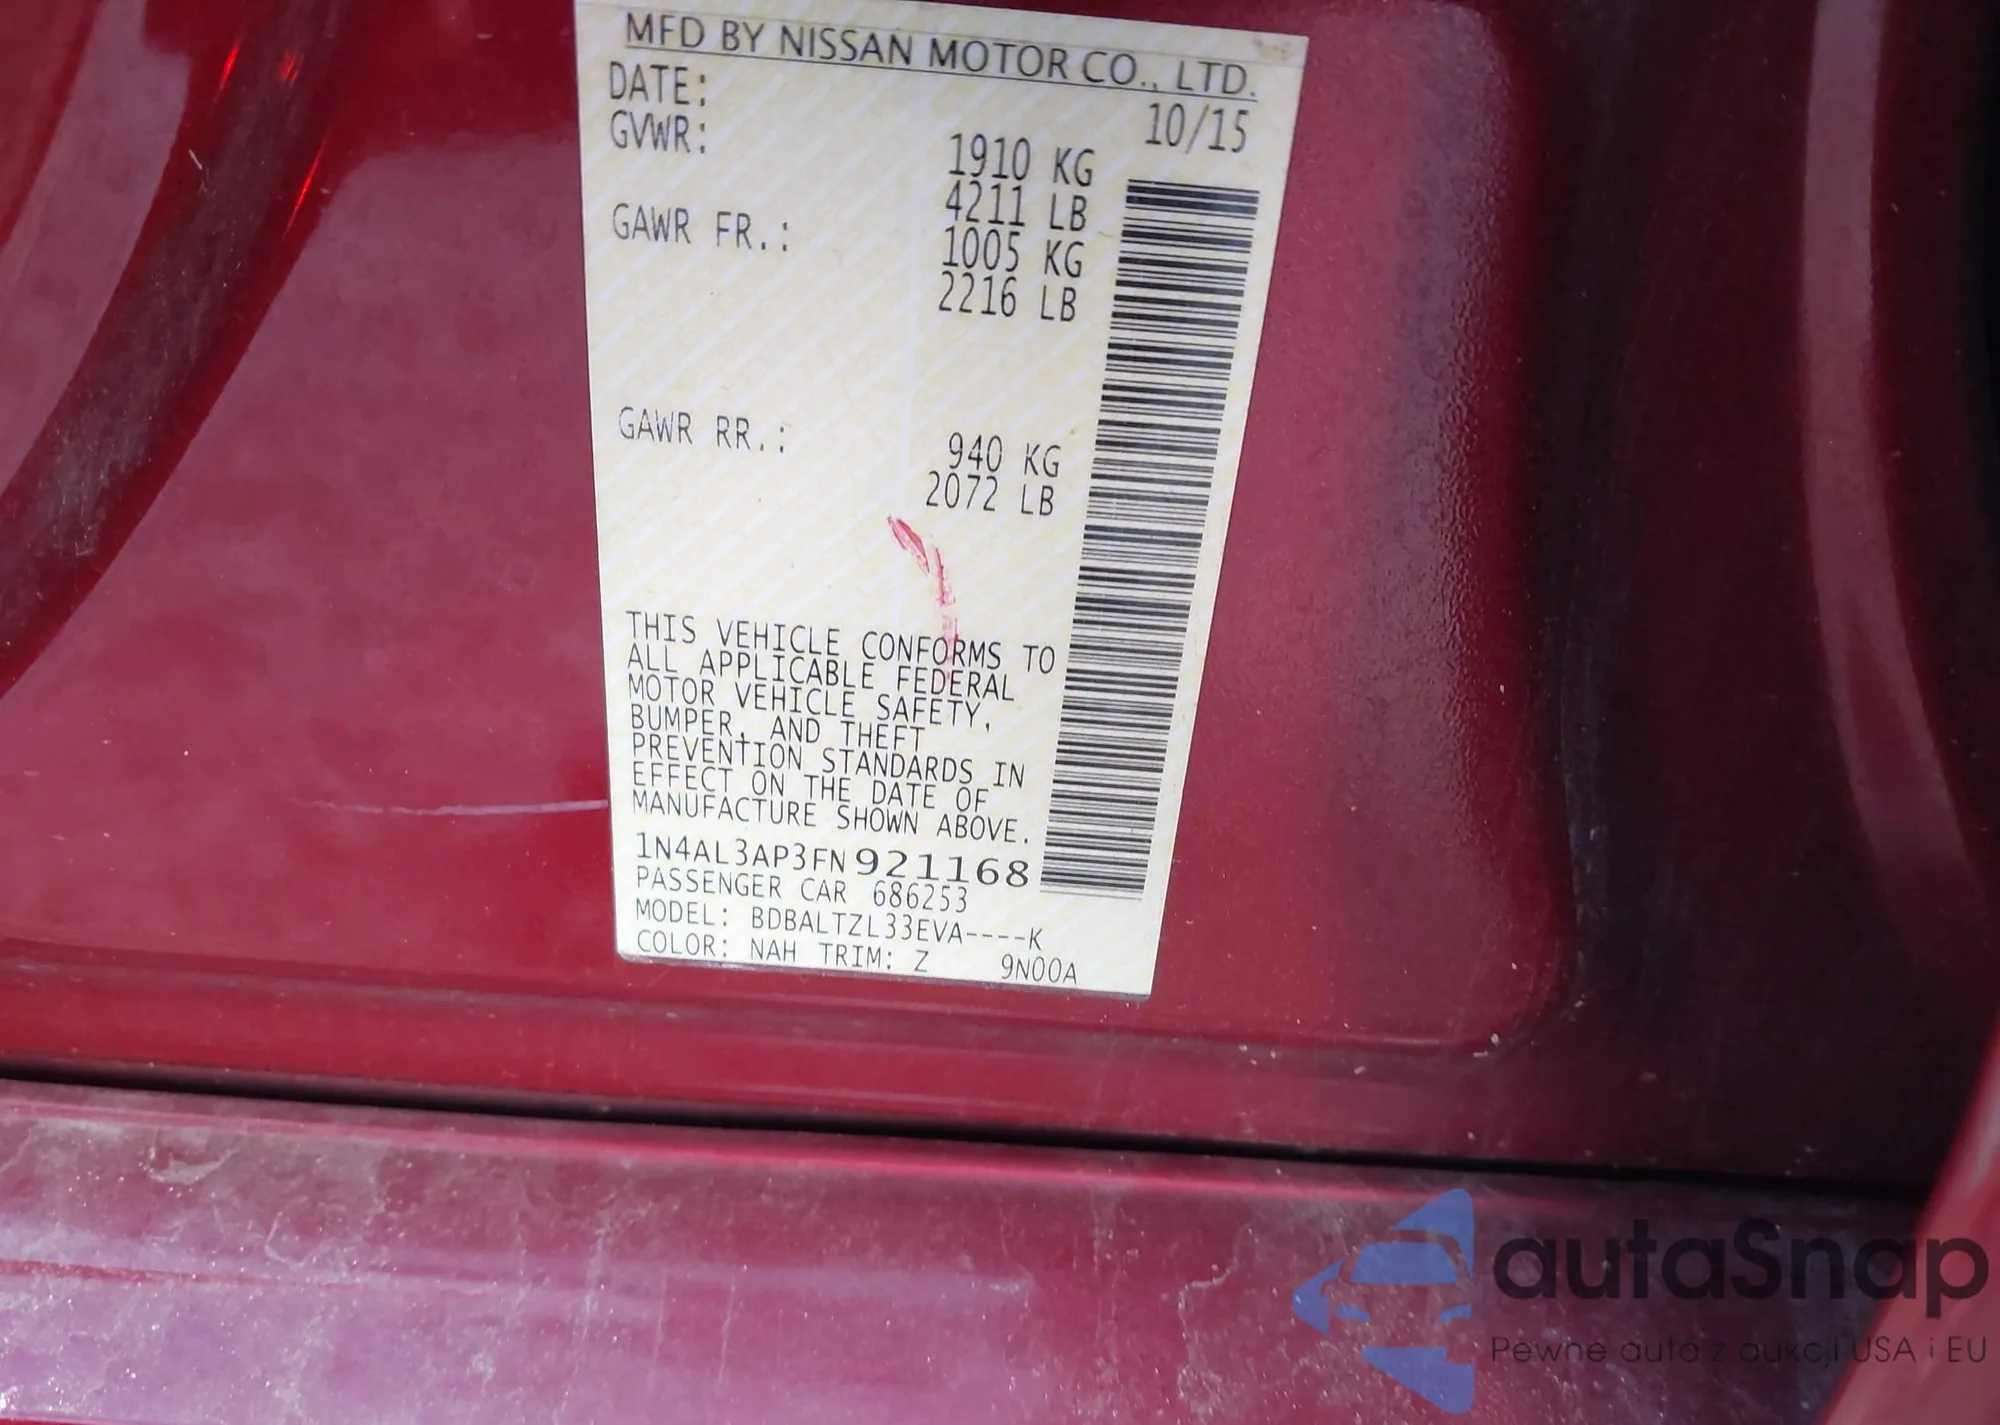 MFD BY NISSAN MOTOR CO., LTD.
DATE: 10/15
GVWR: 1910 KG
4211 LB
GAWR FR.: 1005 KG
2216 LB
GAWR RR.: 940 KG
2072 LB
THIS VEHICLE CONFORMS TO
ALL APPLICABLE FEDERAL
MOTOR VEHICLE SAFETY,
BUMPER, AND THEFT
PREVENTION STANDARDS IN
EFFECT ON THE DATE OF
MANUFACTURE SHOWN ABOVE.
1N4AL3AP3FN921168
PASSENGER CAR 686253
MODEL: BDBALTZL33EVA----K
COLOR: NAH TRIM: Z 9N00A
autaSnap
Pewne auta z aukcji USA i EU